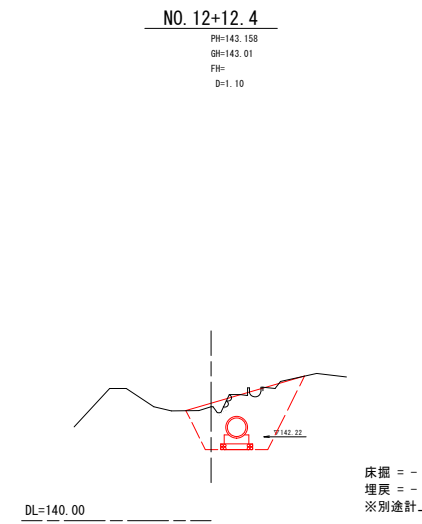 NO.12+12.4
PH=143.158
GH=143.01
FH=
D=1.10
▽142.22
床掘 = -
埋戻 = -
※別途計上
DL=140.00